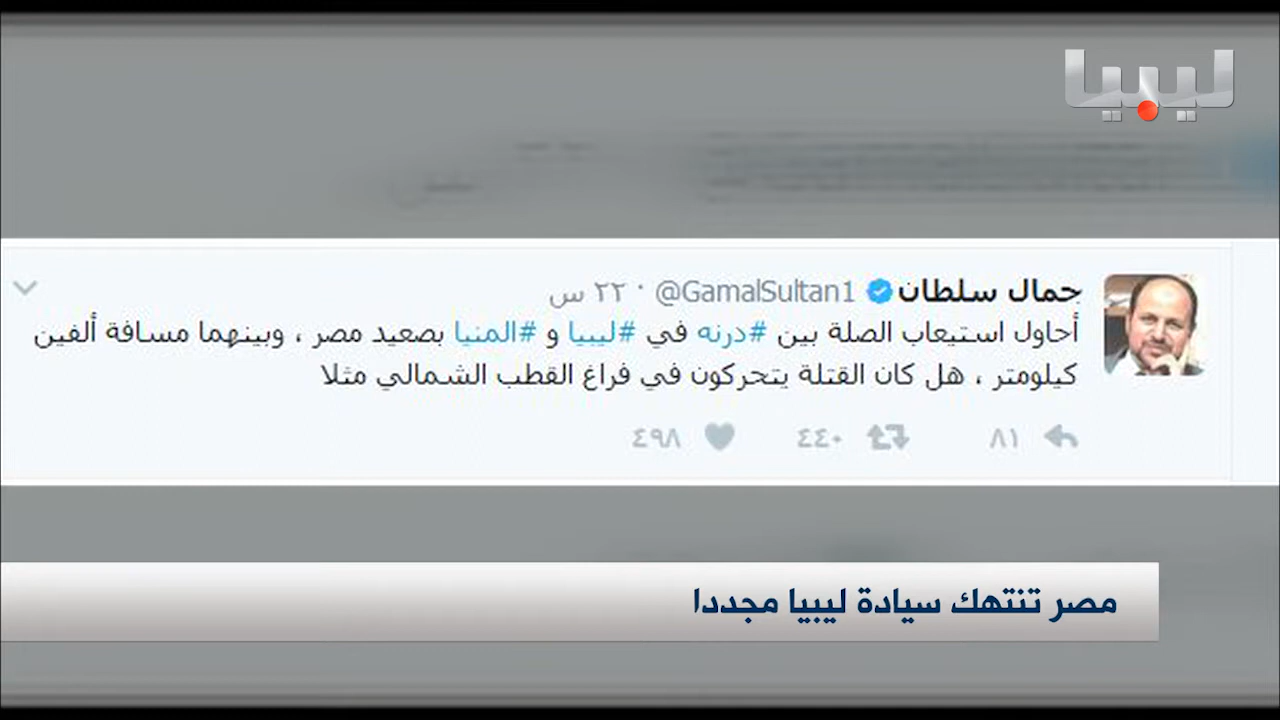 ليبيا
جمال سلطان @GamalSultan1 · ٢٢ س
أحاول استيعاب الصلة بين #درنه في #ليبيا و #المنيا بصعيد مصر ، وبينهما مسافة ألفين
كيلومتر ، هل كان القتلة يتحركون في فراغ القطب الشمالي مثلا
٨١ ٤٤٠ ٤٩٨
مصر تنتهك سيادة ليبيا مجددا